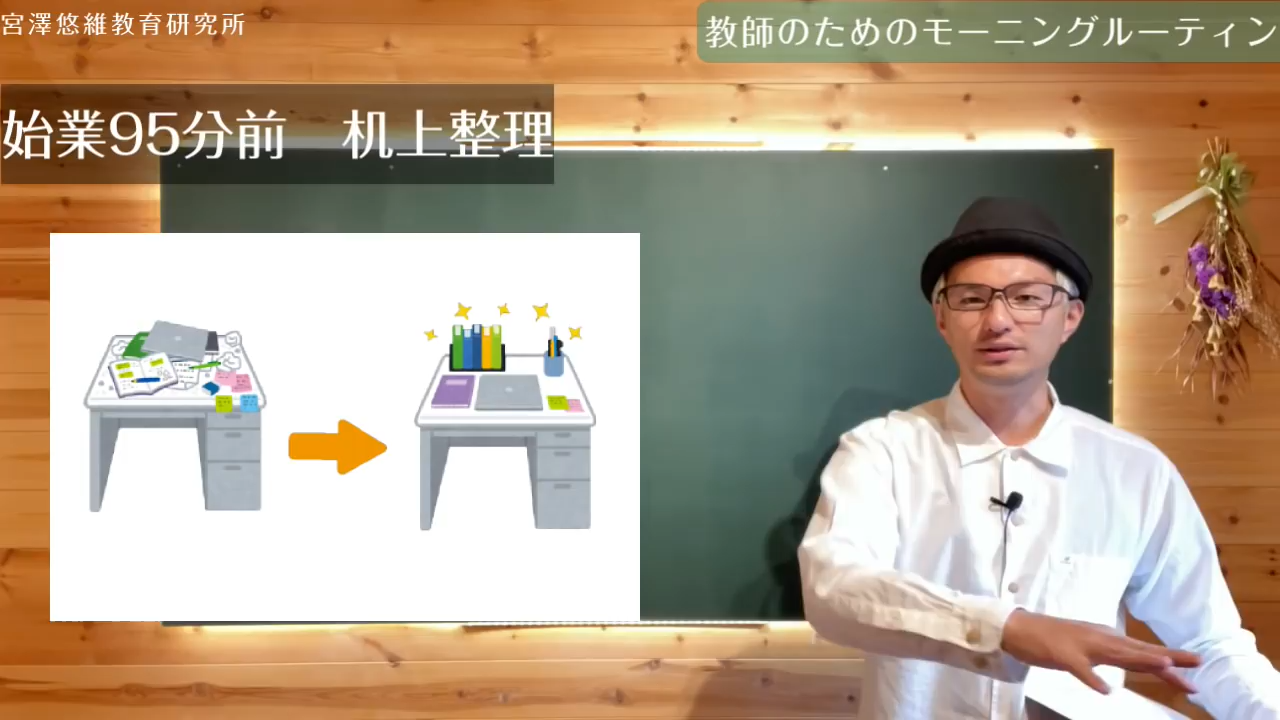 宮澤悠維教育研究所
教師のためのモーニングルーティン
始業95分前　机上整理